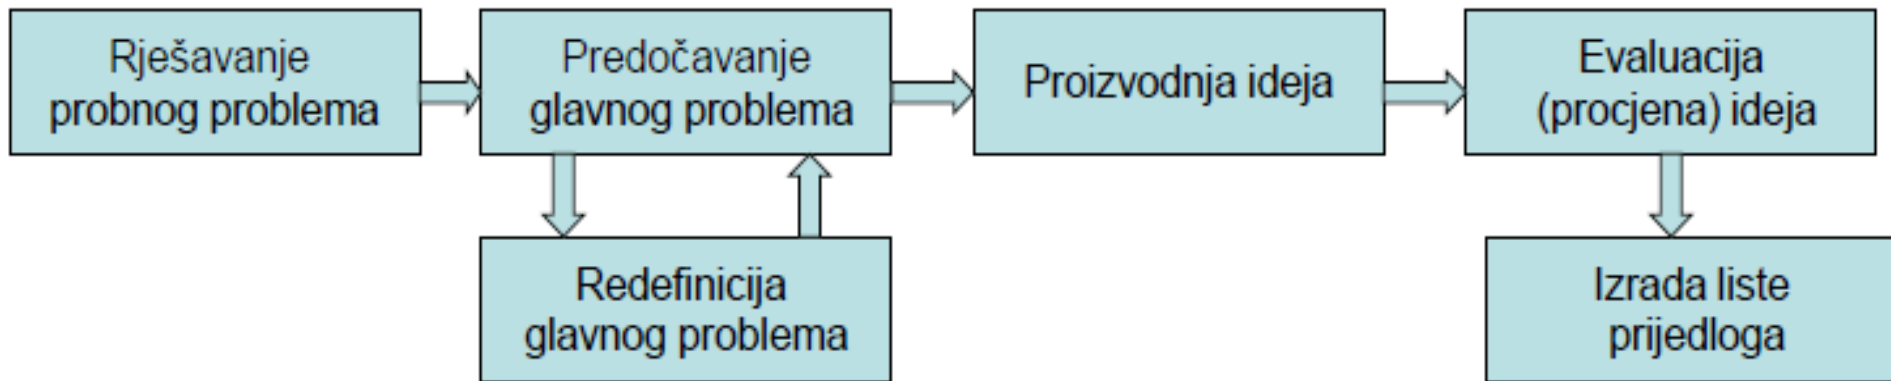 Rješavanje
probnog problema
Predočavanje
glavnog problema
Proizvodnja ideja
Evaluacija
(procjena) ideja
Redefinicija
glavnog problema
Izrada liste
prijedloga